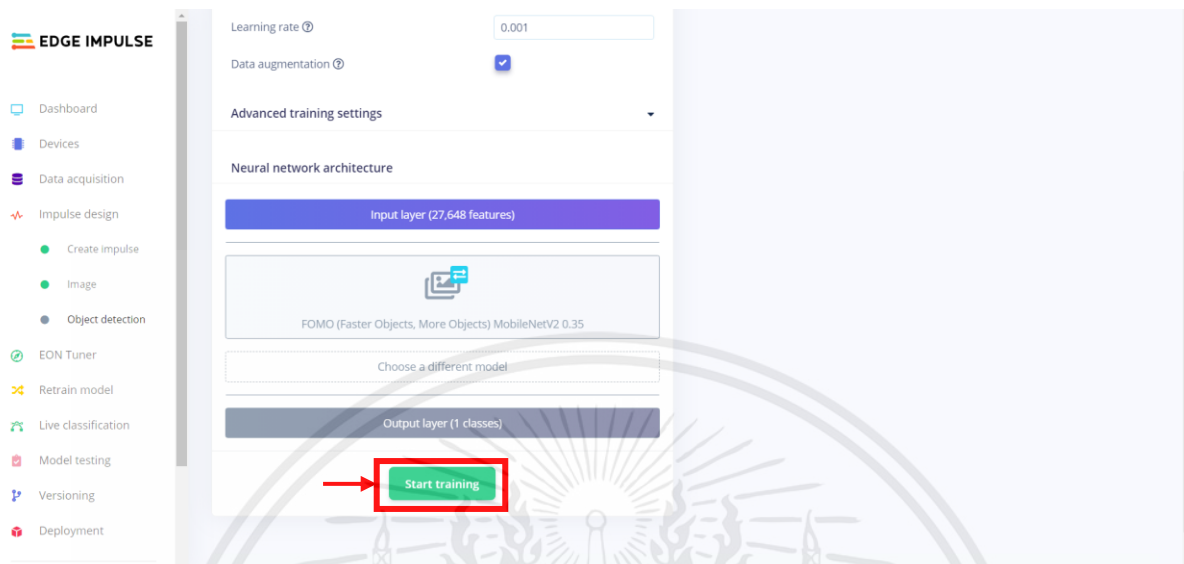 EDGE IMPULSE
Dashboard
Devices
Data acquisition
Impulse design
Create impulse
Image
Object detection
EON Tuner
Retrain model
Live classification
Model testing
Versioning
Deployment
Learning rate ?
0.001
Data augmentation ?
Advanced training settings
Neural network architecture
Input layer (27,648 features)
FOMO (Faster Objects, More Objects) MobileNetV2 0.35
Choose a different model
Output layer (1 classes)
Start training